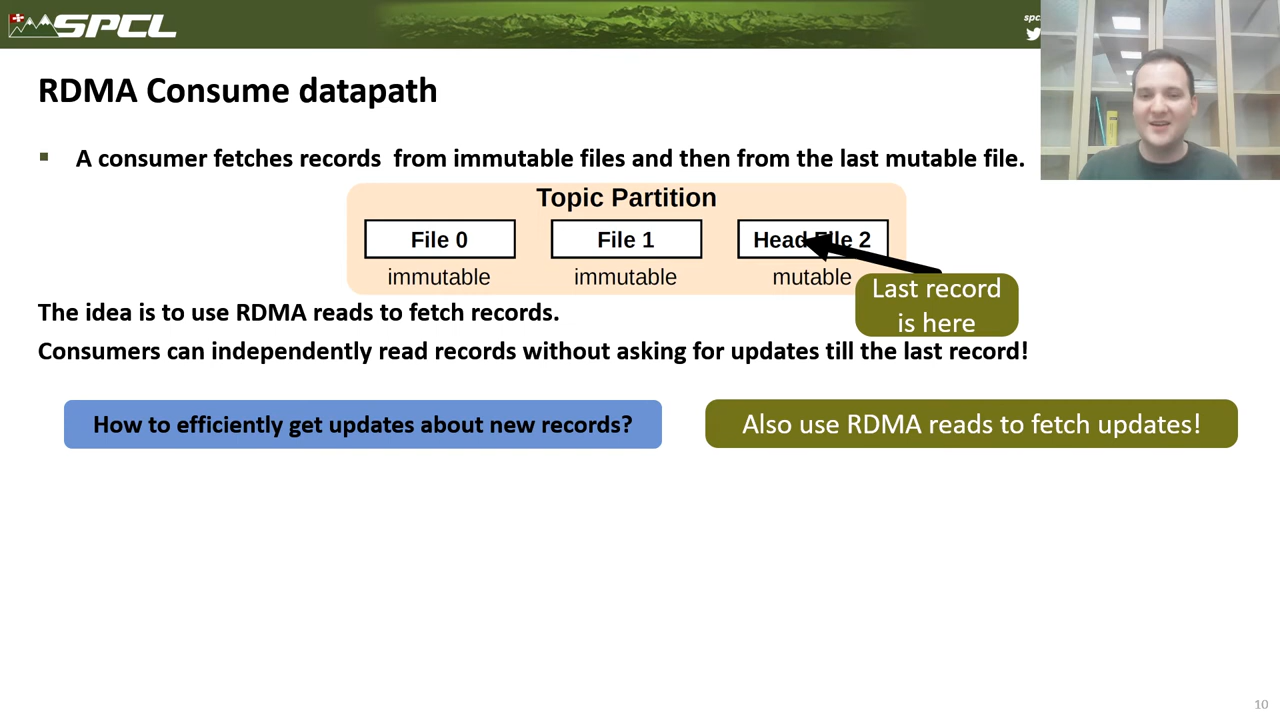 SPCL
spc
RDMA Consume datapath
A consumer fetches records from immutable files and then from the last mutable file.
Topic Partition
File 0 File 1 Head File 2
immutable immutable mutable
Last record
is here
The idea is to use RDMA reads to fetch records.
Consumers can independently read records without asking for updates till the last record!
How to efficiently get updates about new records? Also use RDMA reads to fetch updates!
10